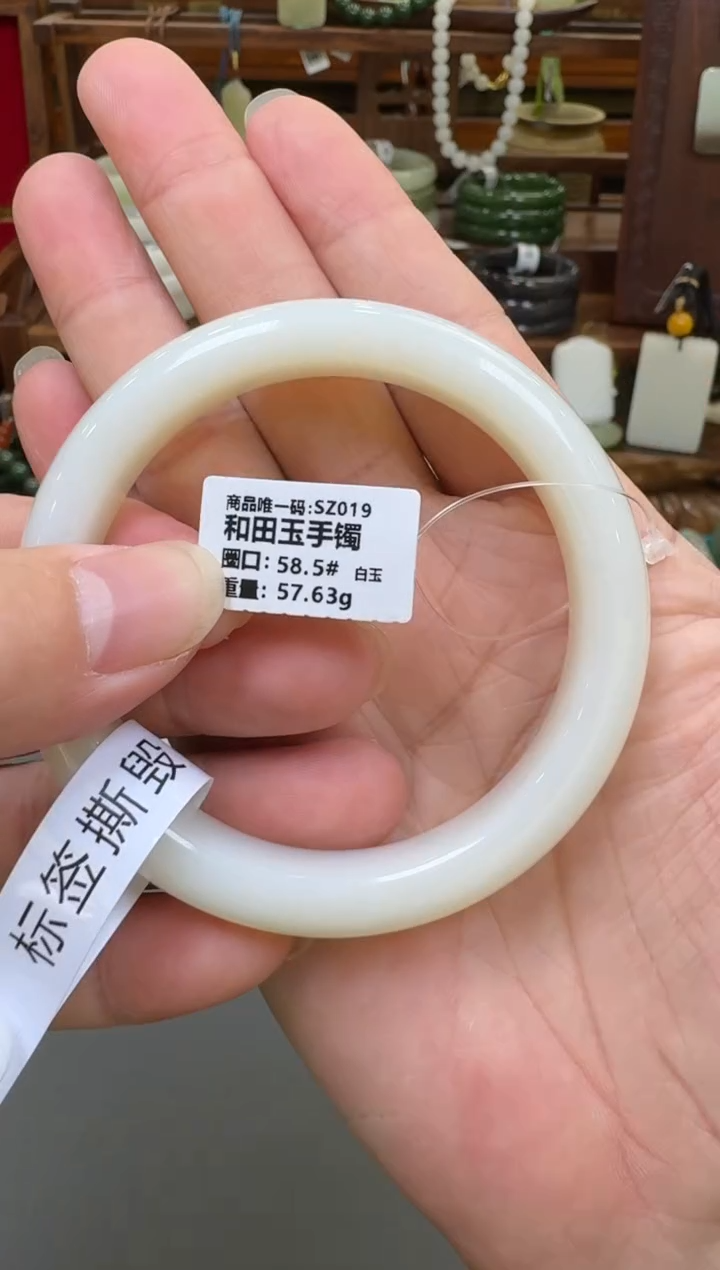 商品唯一码:SZ019
和田玉手镯
圈口: 58.5# 白玉
重量: 57.63g
标签撕毁